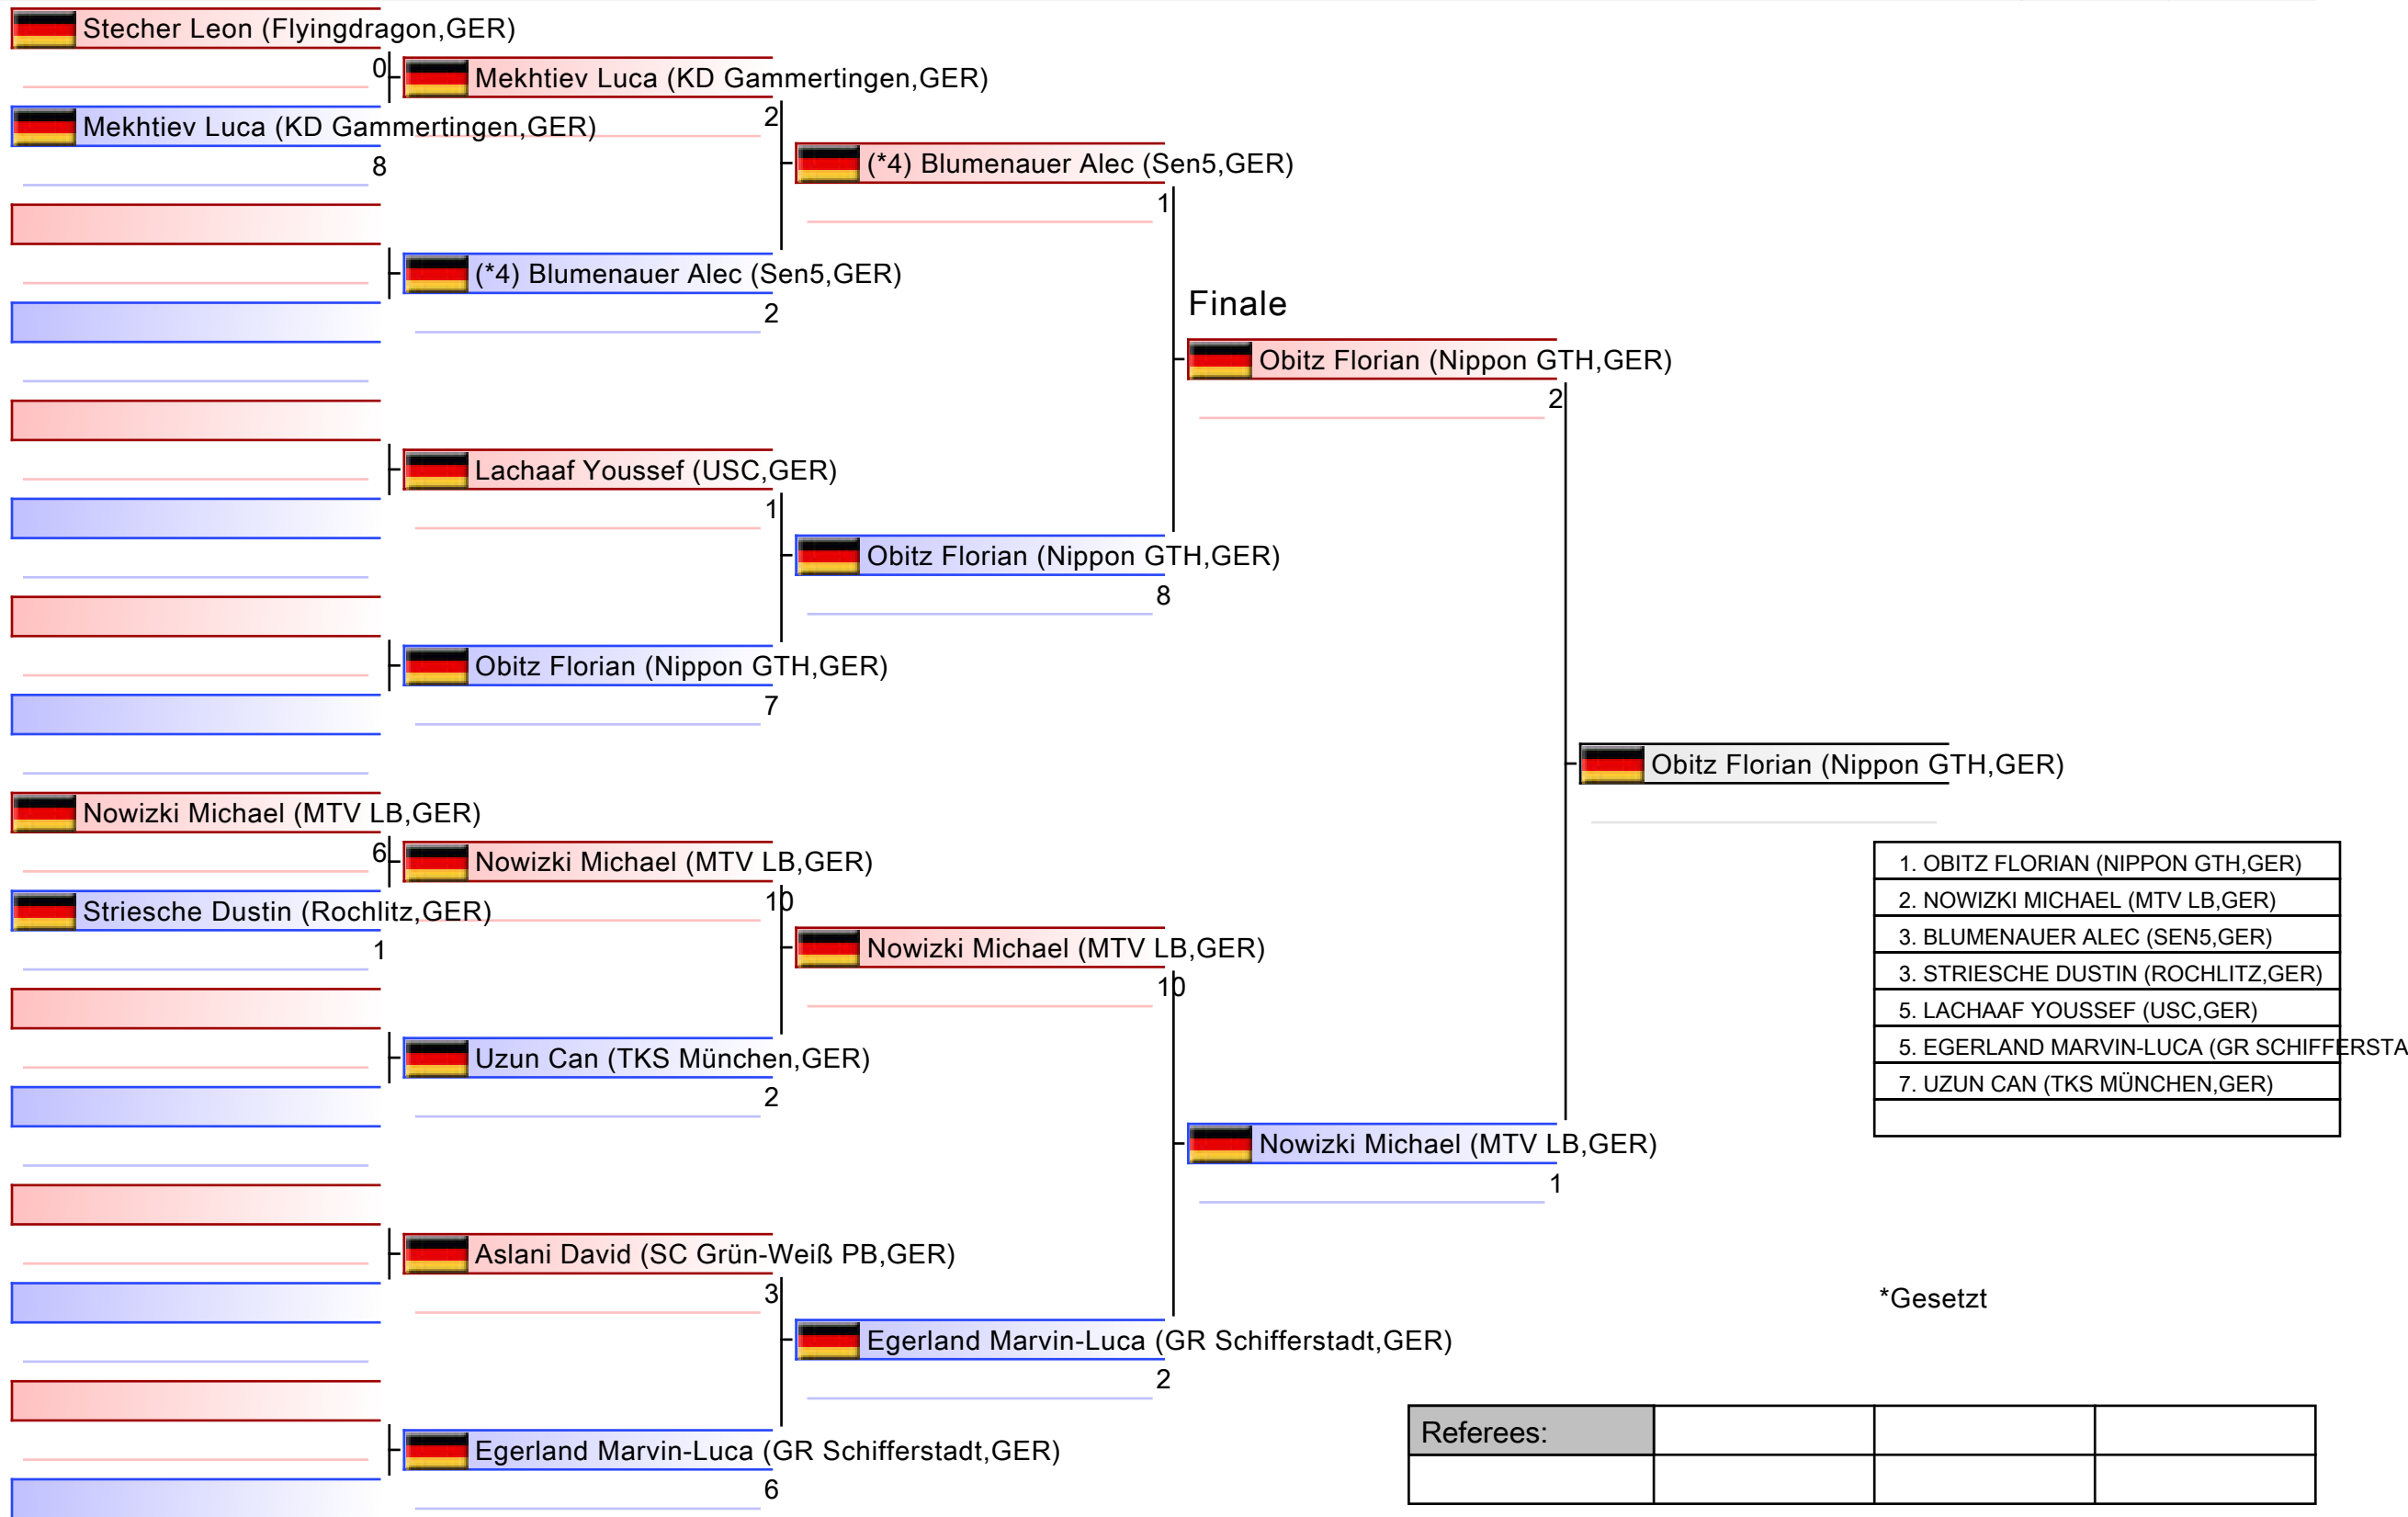 Stecher Leon (Flyingdragon,GER)
0
Mekhtiev Luca (KD Gammertingen,GER)
8
Mekhtiev Luca (KD Gammertingen,GER)
2
(*4) Blumenauer Alec (Sen5,GER)
2
(*4) Blumenauer Alec (Sen5,GER)
1
Lachaaf Youssef (USC,GER)
1
Obitz Florian (Nippon GTH,GER)
7
Obitz Florian (Nippon GTH,GER)
8
Finale
Obitz Florian (Nippon GTH,GER)
2
Nowizki Michael (MTV LB,GER)
6
Striesche Dustin (Rochlitz,GER)
1
Nowizki Michael (MTV LB,GER)
10
Uzun Can (TKS München,GER)
2
Nowizki Michael (MTV LB,GER)
10
Aslani David (SC Grün-Weiß PB,GER)
3
Egerland Marvin-Luca (GR Schifferstadt,GER)
6
Egerland Marvin-Luca (GR Schifferstadt,GER)
2
Nowizki Michael (MTV LB,GER)
1
Obitz Florian (Nippon GTH,GER)
1. OBITZ FLORIAN (NIPPON GTH,GER)
2. NOWIZKI MICHAEL (MTV LB,GER)
3. BLUMENAUER ALEC (SEN5,GER)
3. STRIESCHE DUSTIN (ROCHLITZ,GER)
5. LACHAAF YOUSSEF (USC,GER)
5. EGERLAND MARVIN-LUCA (GR SCHIFFERSTA
7. UZUN CAN (TKS MÜNCHEN,GER)
*Gesetzt
Referees: